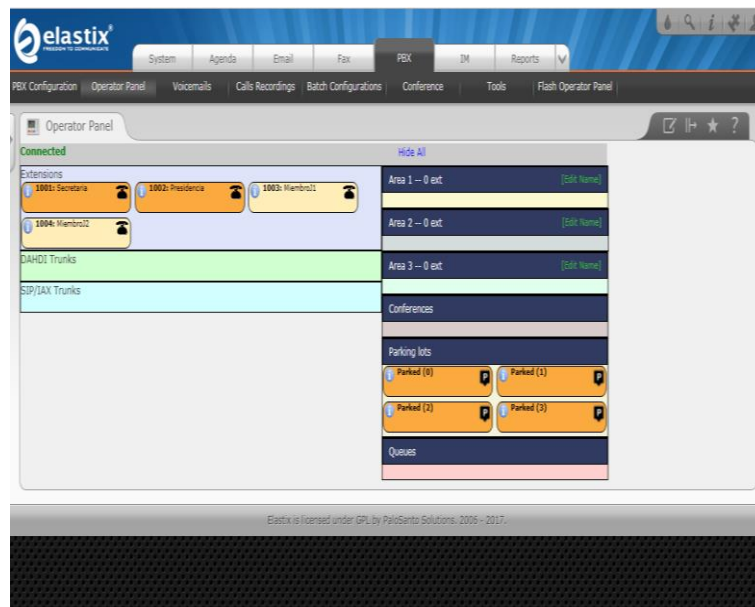 elastix®
FREEDOM TO COMMUNICATE
System Agenda Email Fax PBX IM Reports
PBX Configuration Operator Panel Voicemails Calls Recordings Batch Configurations Conference Tools Flash Operator Panel
Operator Panel
Connected Hide All
Extensions
1001: Secretaria 1002: Presidencia 1003: MiembroJ1
1004: MiembroJ2
DAHDI Trunks
SIP/IAX Trunks
Area 1 -- 0 ext [Edit Name]
Area 2 -- 0 ext [Edit Name]
Area 3 -- 0 ext [Edit Name]
Conferences
Parking lots
Parked (0) P Parked (1) P
Parked (2) P Parked (3) P
Queues
Elastix is licensed under GPL by PaloSanto Solutions. 2006 - 2017.